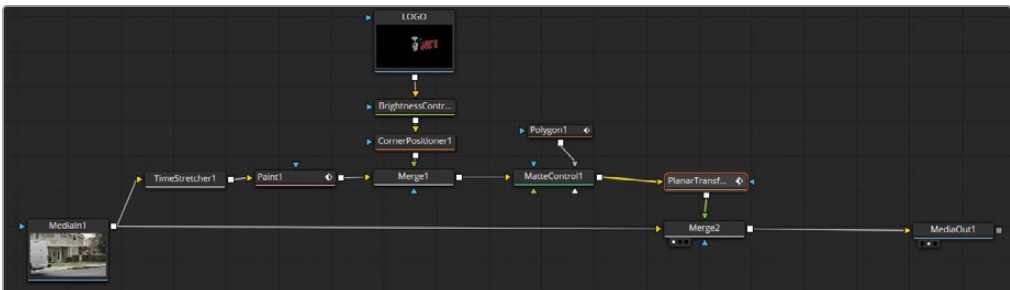 LOGO
BrightnessContr...
CornerPositioner1
Polygon1
TimeStretcher1
Paint1
Merge1
MatteControl1
PlanarTransf...
MediaIn1
Merge2
MediaOut1